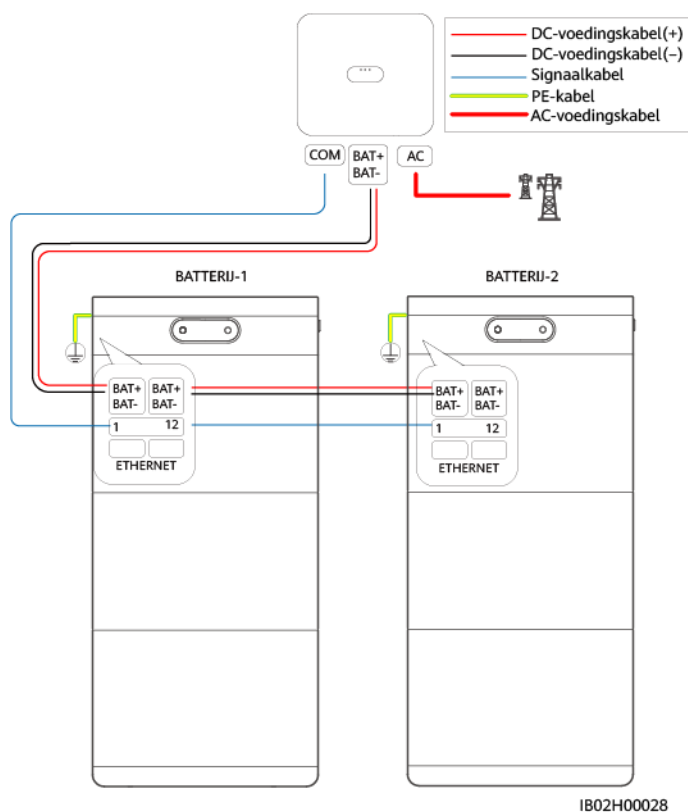 DC-voedingskabel(+)
DC-voedingskabel(−)
Signaalkabel
PE-kabel
AC-voedingskabel
COM
BAT+
BAT-
AC
BATTERIJ-1
BATTERIJ-2
BAT+ BAT+
BAT- BAT-
1 12
ETHERNET
BAT+ BAT+
BAT- BAT-
1 12
ETHERNET
IB02H00028